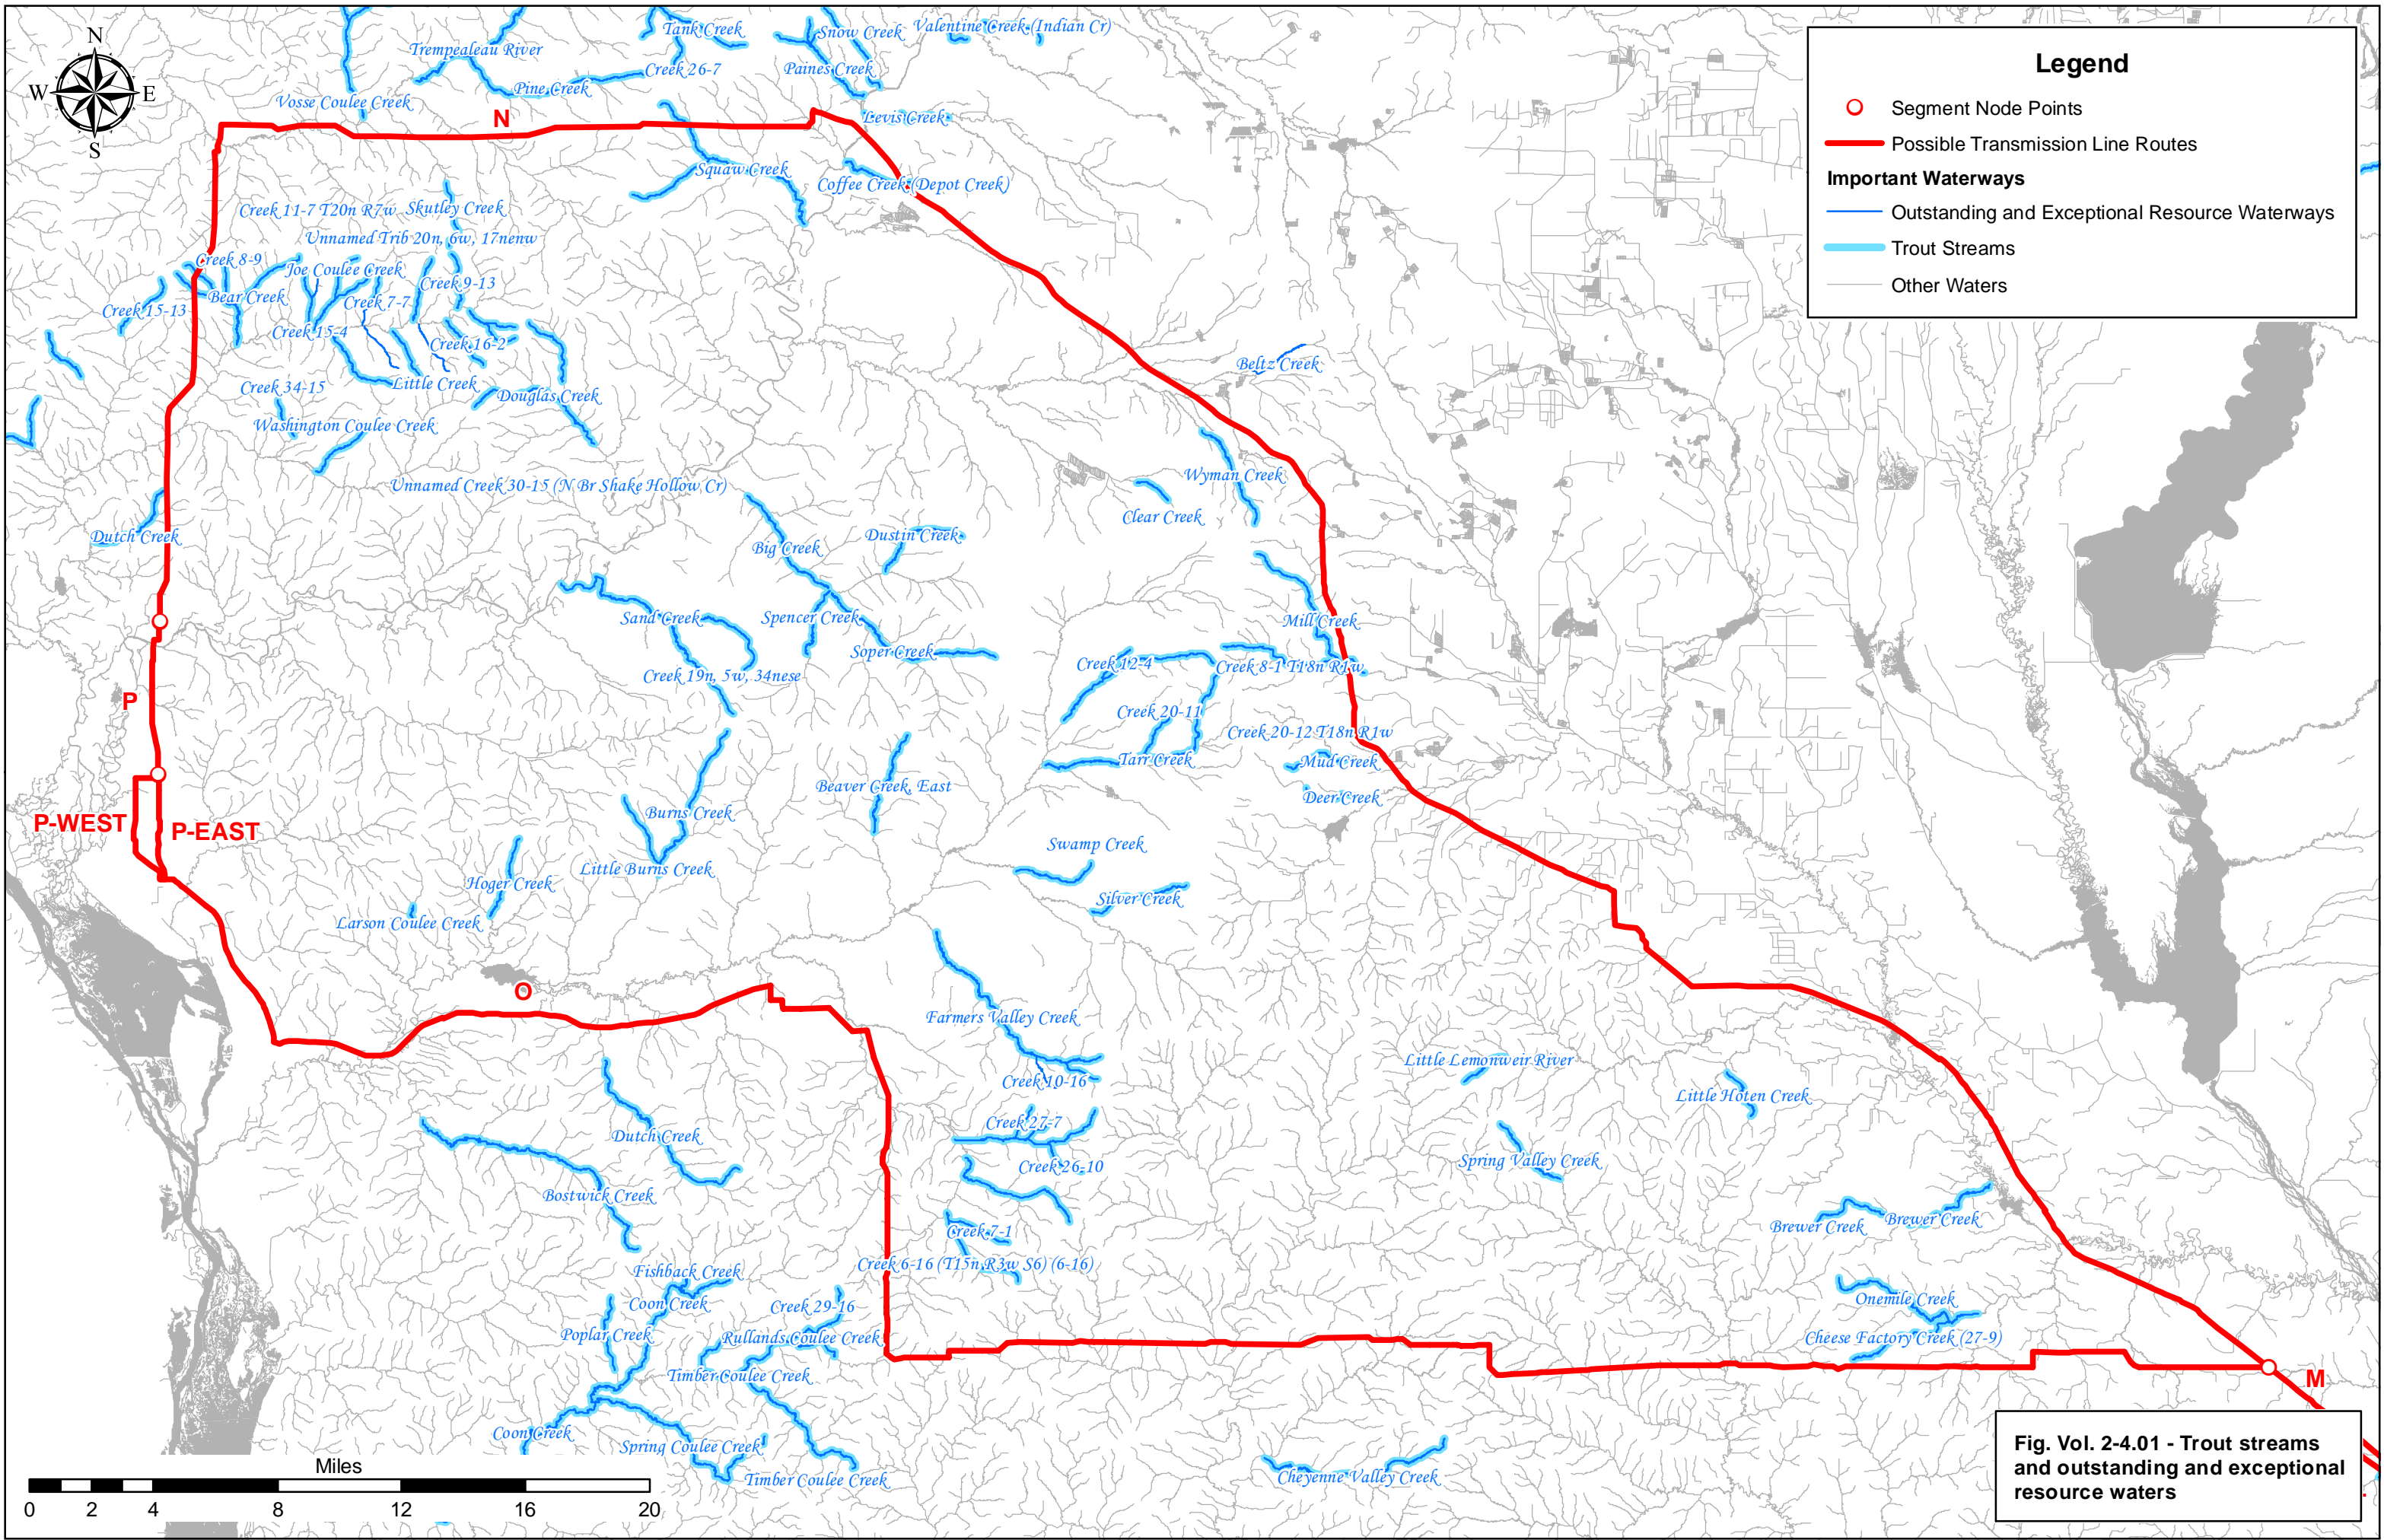 N
W
E
S
Tank Creek
Snow Creek
Valentine Creek (Indian Cr)
Trempealeau River
Creek 26-7
Paines Creek
Pine Creek
Vosse Coulee Creek
N
Levis Creek
Squaw Creek
Coffee Creek (Depot Creek)
Creek 11-7 T20n R7w
Skutley Creek
Unnamed Trib 20n, 6w, 17nenw
Creek 8-9
Joe Coulee Creek
Creek 9-13
Bear Creek
Creek 7-7
Creek 15-13
Creek 15-4
Creek 16-2
Creek 34-15
Little Creek
Douglas Creek
Washington Coulee Creek
Beltz Creek
Wyman Creek
Unnamed Creek 30-15 (N Br Shake Hollow Cr)
Clear Creek
Dutch Creek
Big Creek
Dustin Creek
Sand Creek
Spencer Creek
Soper Creek
Mill Creek
Creek 12-4
Creek 8-1 T18n R1w
Creek 19n, 5w, 34nese
P
Creek 20-11
Creek 20-12 T18n R1w
Tarr Creek
Mud Creek
Deer Creek
Beaver Creek, East
Burns Creek
P-WEST
P-EAST
Swamp Creek
Little Burns Creek
Hoger Creek
Silver Creek
Larson Coulee Creek
O
Farmers Valley Creek
Creek 10-16
Little Lemonweir River
Little Hoten Creek
Creek 27-7
Dutch Creek
Creek 26-10
Spring Valley Creek
Bostwick Creek
Creek 7-1
Brewer Creek
Brewer Creek
Creek 6-16 (T15n R3w S6) (6-16)
Fishback Creek
Coon Creek
Creek 29-16
Onemile Creek
Poplar Creek
Rullands Coulee Creek
Cheese Factory Creek (27-9)
Timber Coulee Creek
M
Coon Creek
Spring Coulee Creek
Timber Coulee Creek
Cheyenne Valley Creek
Legend
Segment Node Points
Possible Transmission Line Routes
Important Waterways
Outstanding and Exceptional Resource Waterways
Trout Streams
Other Waters
Miles
0 2 4 8 12 16 20
Fig. Vol. 2-4.01 - Trout streams
and outstanding and exceptional
resource waters